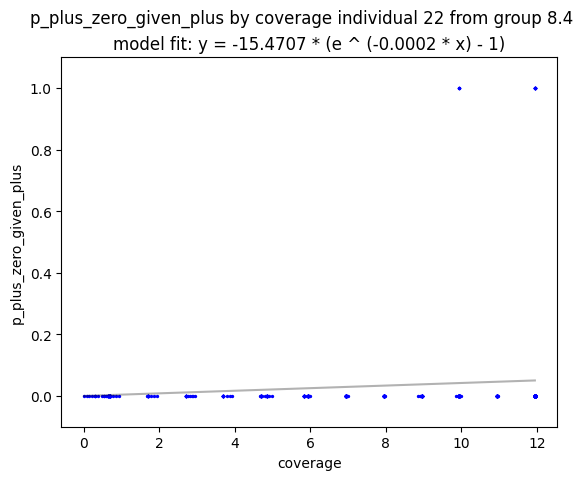 p_plus_zero_given_plus by coverage individual 22 from group 8.4
model fit: y = -15.4707 * (e ^ (-0.0002 * x) - 1)
1.0
0.8
0.6
0.4
0.2
0.0
p_plus_zero_given_plus
0 2 4 6 8 10 12
coverage